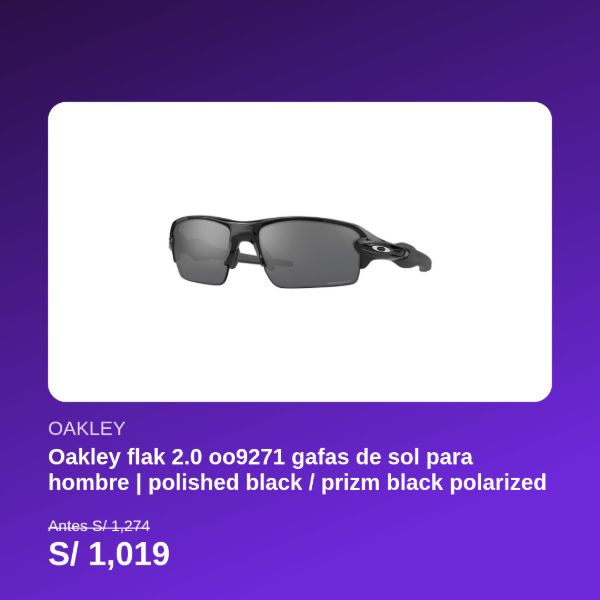 OAKLEY
Oakley flak 2.0 oo9271 gafas de sol para
hombre | polished black / prizm black polarized
Antes S/ 1,274
S/ 1,019